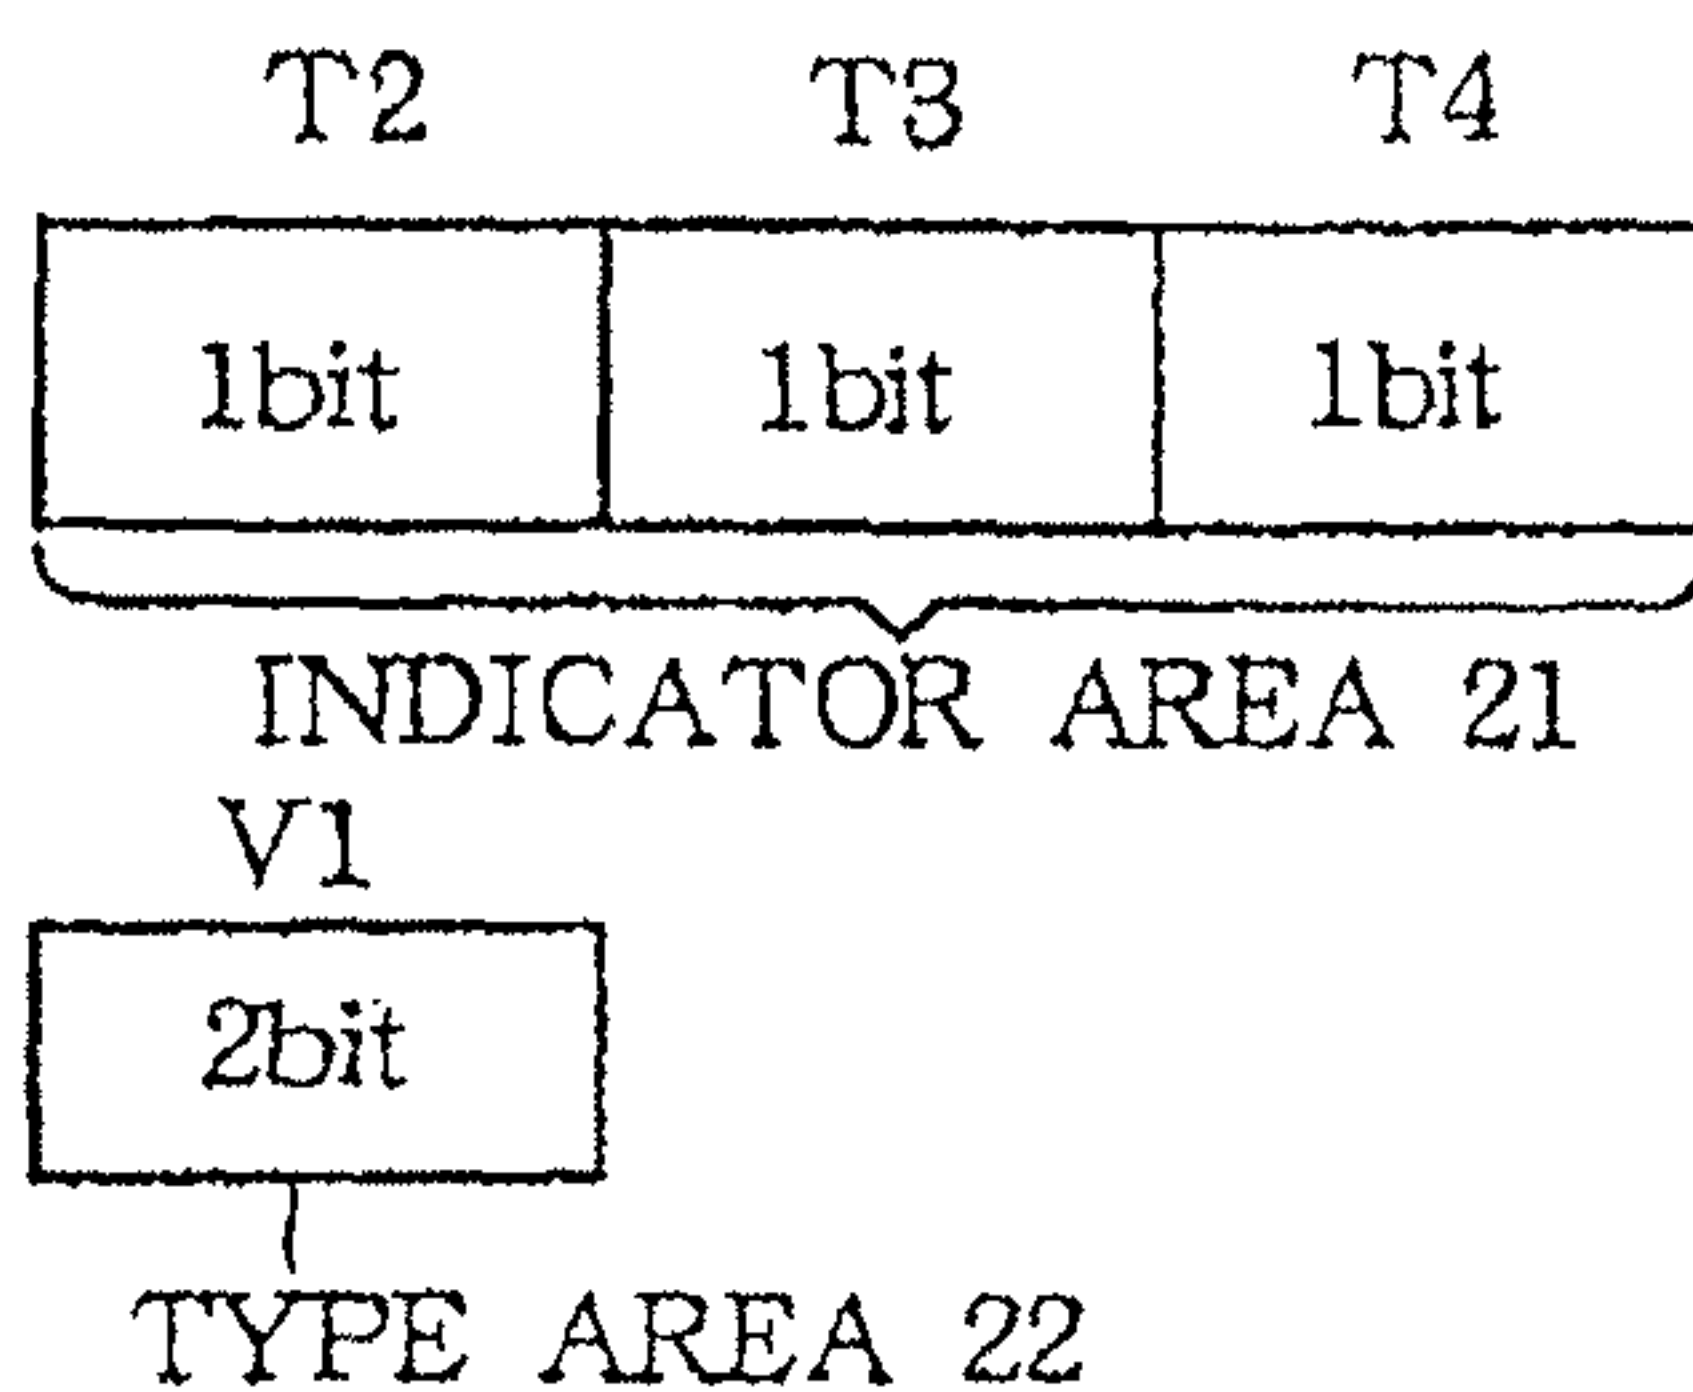 T2 T3 T4
1bit 1bit 1bit
INDICATOR AREA 21
V1
2bit
TYPE AREA 22